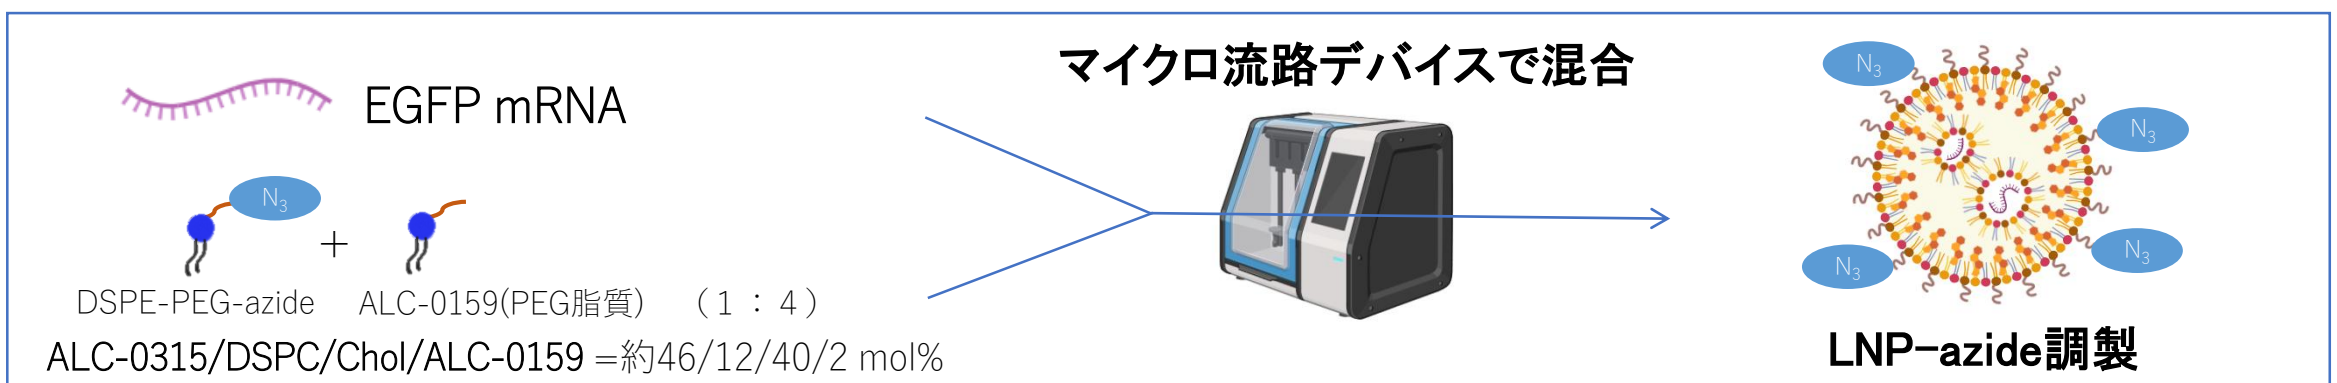 マイクロ流路デバイスで混合
EGFP mRNA
N₃
DSPE-PEG-azide
+
ALC-0159(PEG脂質)
（１：４）
ALC-0315/DSPC/Chol/ALC-0159 =約46/12/40/2 mol%
N₃
N₃
N₃
N₃
LNP-azide調製